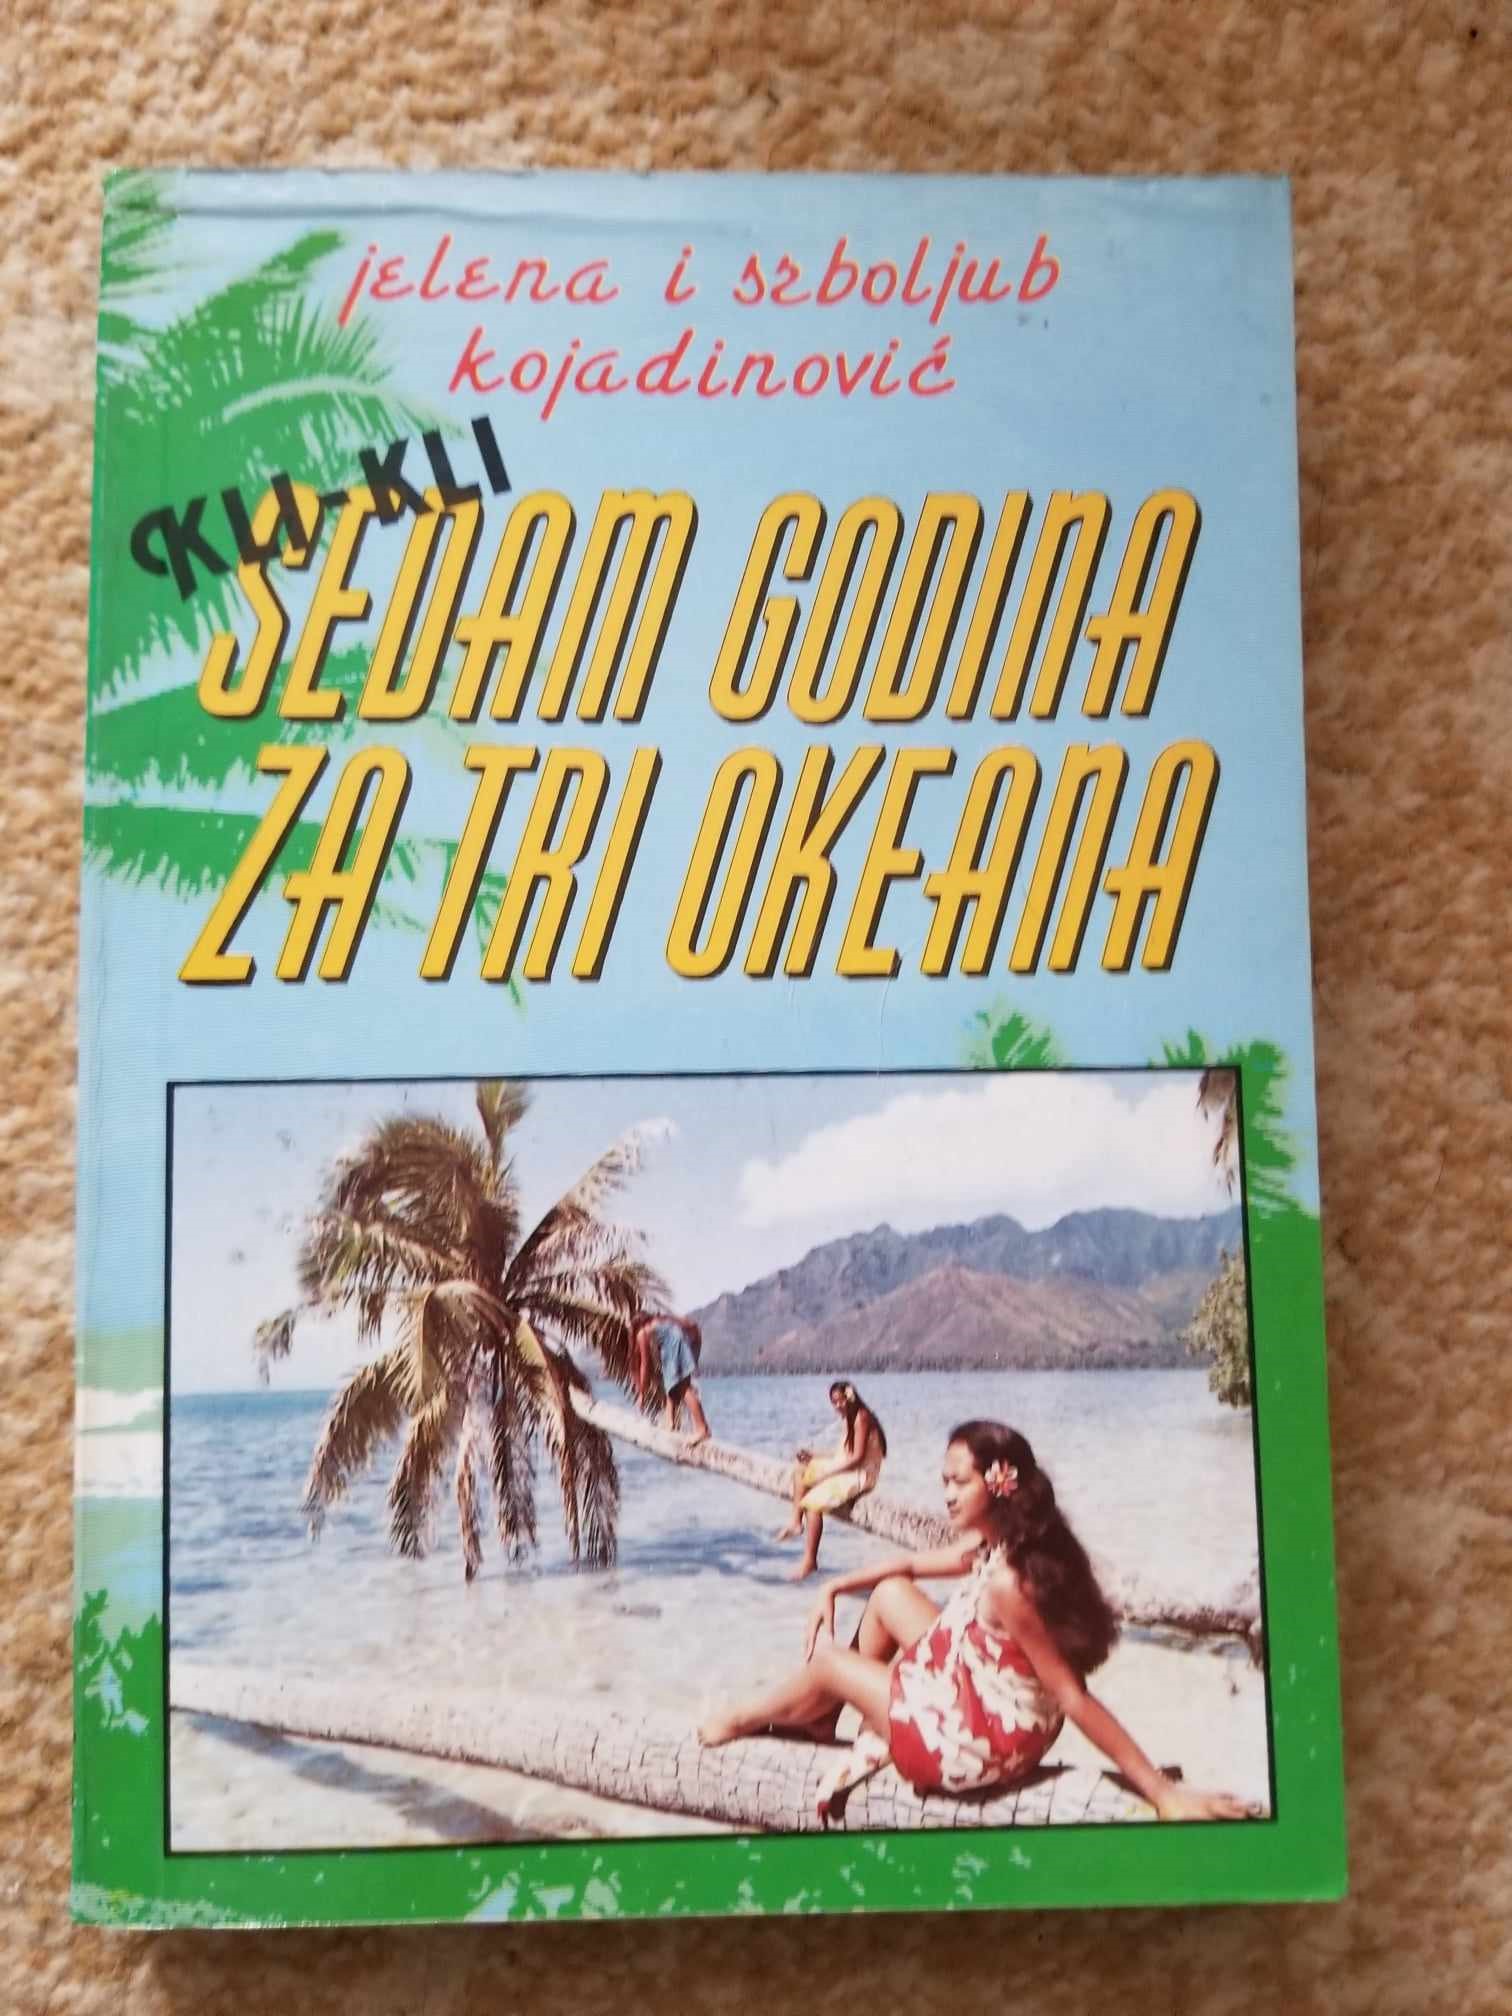 jelena i srboljub
kojadinović
KLI-KLI
SEDAM GODINA
ZA TRI OKEANA